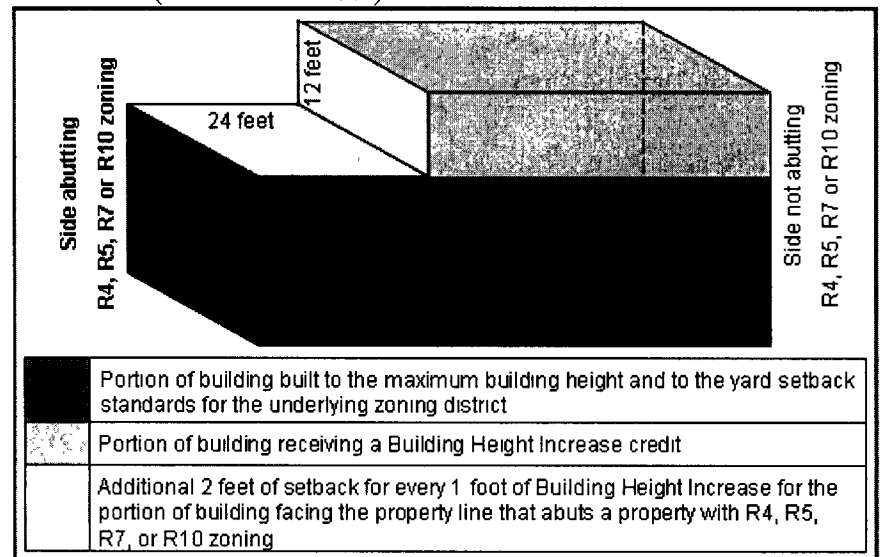 12 feet
24 feet
Side abutting
R4, R5, R7 or R10 zoning
Side not abutting
R4, R5, R7 or R10 zoning
Portion of building built to the maximum building height and to the yard setback
standards for the underlying zoning district
Portion of building receiving a Building Height Increase credit
Additional 2 feet of setback for every 1 foot of Building Height Increase for the
portion of building facing the property line that abuts a property with R4, R5,
R7, or R10 zoning